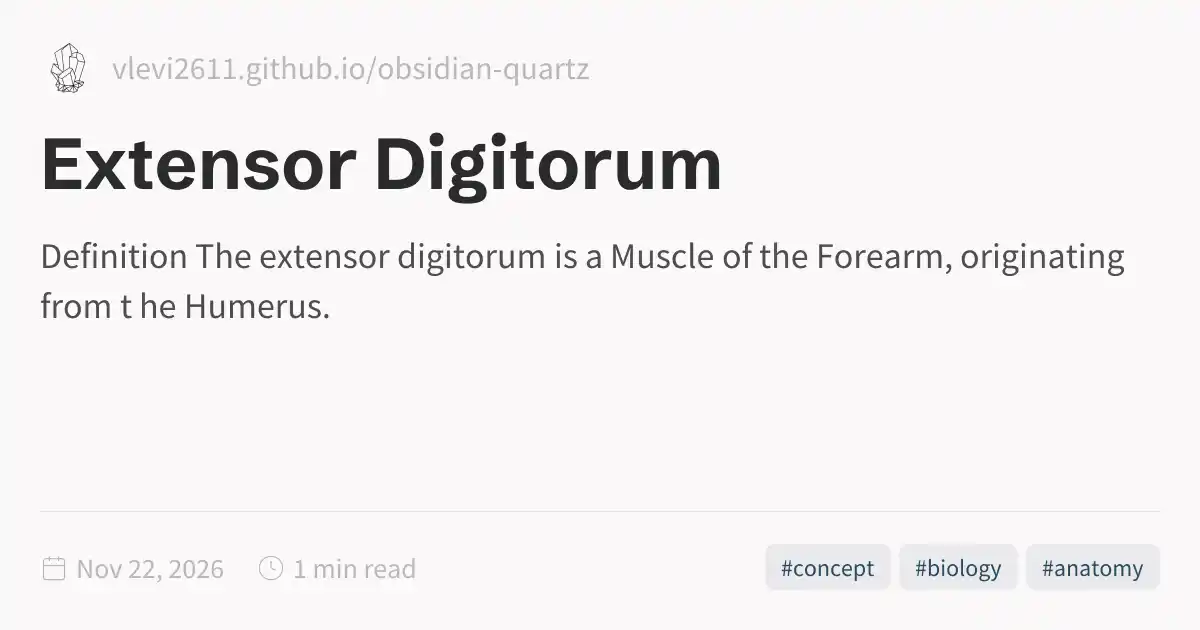 vlevi2611.github.io/obsidian-quartz
Extensor Digitorum
Definition The extensor digitorum is a Muscle of the Forearm, originating
from t he Humerus.
Nov 22, 2026 1 min read #concept #biology #anatomy